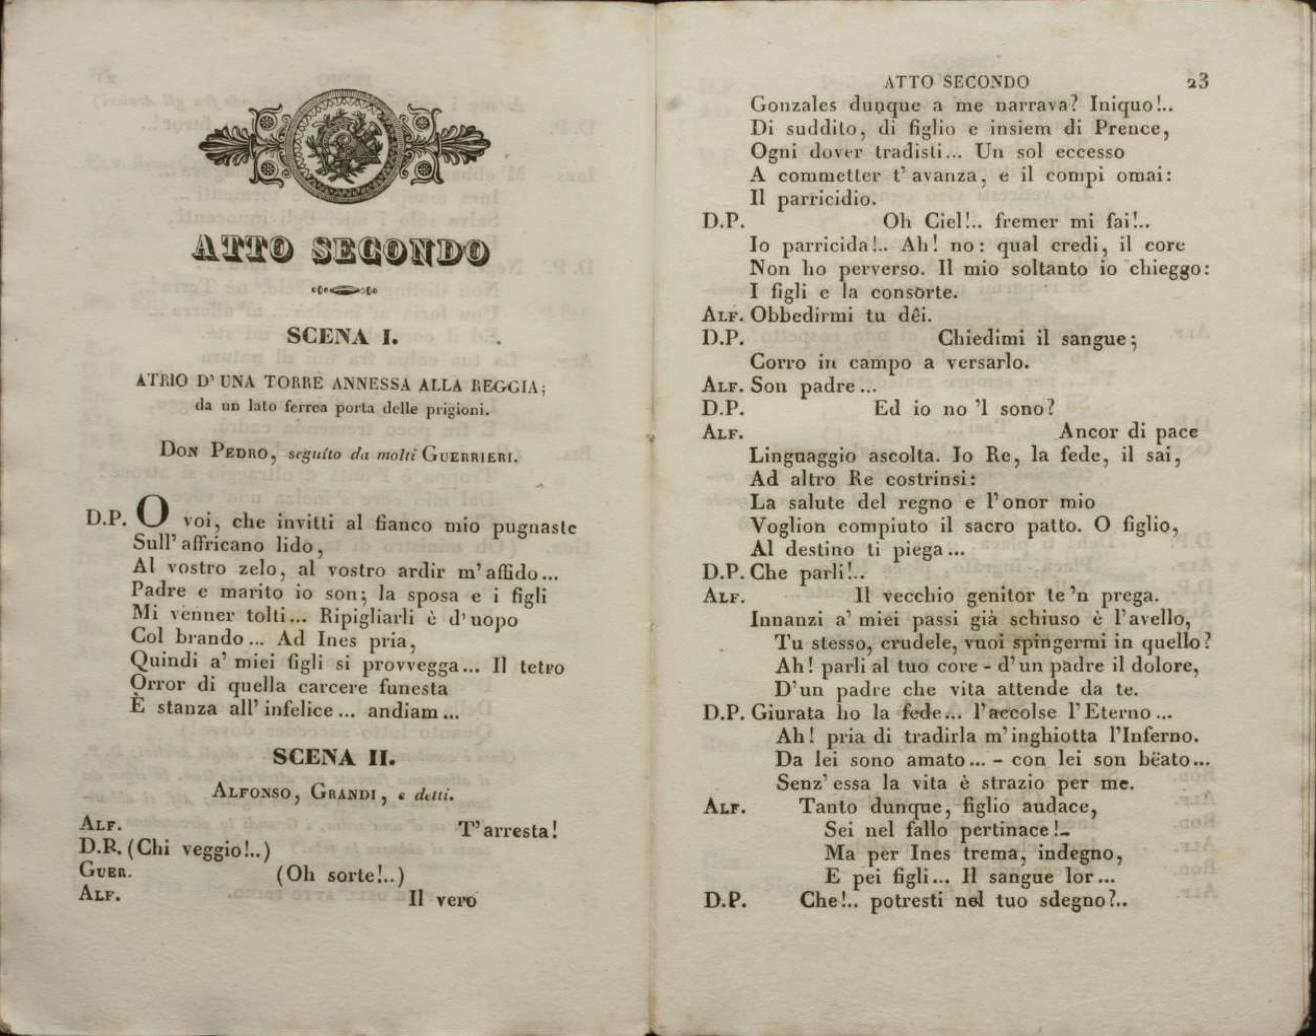 ATTO SECONDO
SCENA I.
ATRIO D'UNA TORRE ANNESSA ALLA REGGIA;
da un lato ferrea porta delle prigioni.
DON PEDRO, seguíto da molti GUERRIERI.
D.P. O voi, che invitti al fianco mio pugnaste
Sull' affricano lido,
Al vostro zelo, al vostro ardir m'affido...
Padre e marito io son; la sposa e i figli
Mi venner tolti... Ripigliarli è d'uopo
Col brando... Ad Ines pria,
Quindi a' miei figli si provvegga... Il tetro
Orror di quella carcere funesta
È stanza all'infelice... andiam...
SCENA II.
ALFONSO, GRANDI, e detti.
ALF. T'arresta!
D.P. (Chi veggio!..)
GUER. (Oh sorte!..)
ALF. Il vero
ATTO SECONDO 23
Gonzales dunque a me narrava? Iniquo!..
Di suddito, di figlio e insiem di Prence,
Ogni dover tradisti... Un sol eccesso
A commetter t'avanza, e il compi omai:
Il parricidio.
D.P. Oh Ciel!.. fremer mi fai!..
Io parricida!.. Ah! no: qual credi, il core
Non ho perverso. Il mio soltanto io chieggo:
I figli e la consorte.
ALF. Obbedirmi tu dêi.
D.P. Chiedimi il sangue;
Corro in campo a versarlo.
ALF. Son padre...
D.P. Ed io no 'l sono?
ALF. Ancor di pace
Linguaggio ascolta. Io Re, la fede, il sai,
Ad altro Re costrinsi:
La salute del regno e l'onor mio
Voglion compiuto il sacro patto. O figlio,
Al destino ti piega...
D.P. Che parli!..
ALF. Il vecchio genitor te 'n prega.
Innanzi a' miei passi già schiuso è l'avello,
Tu stesso, crudele, vuoi spingermi in quello?
Ah! parli al tuo core - d'un padre il dolore,
D'un padre che vita attende da te.
D.P. Giurata ho la fede... l'accolse l'Eterno...
Ah! pria di tradirla m'inghiotta l'Inferno.
Da lei sono amato... - con lei son bëato...
Senz' essa la vita è strazio per me.
ALF. Tanto dunque, figlio audace,
Sei nel fallo pertinace!-
Ma per Ines trema, indegno,
E pei figli... Il sangue lor...
D.P. Che!.. potresti nel tuo sdegno?..